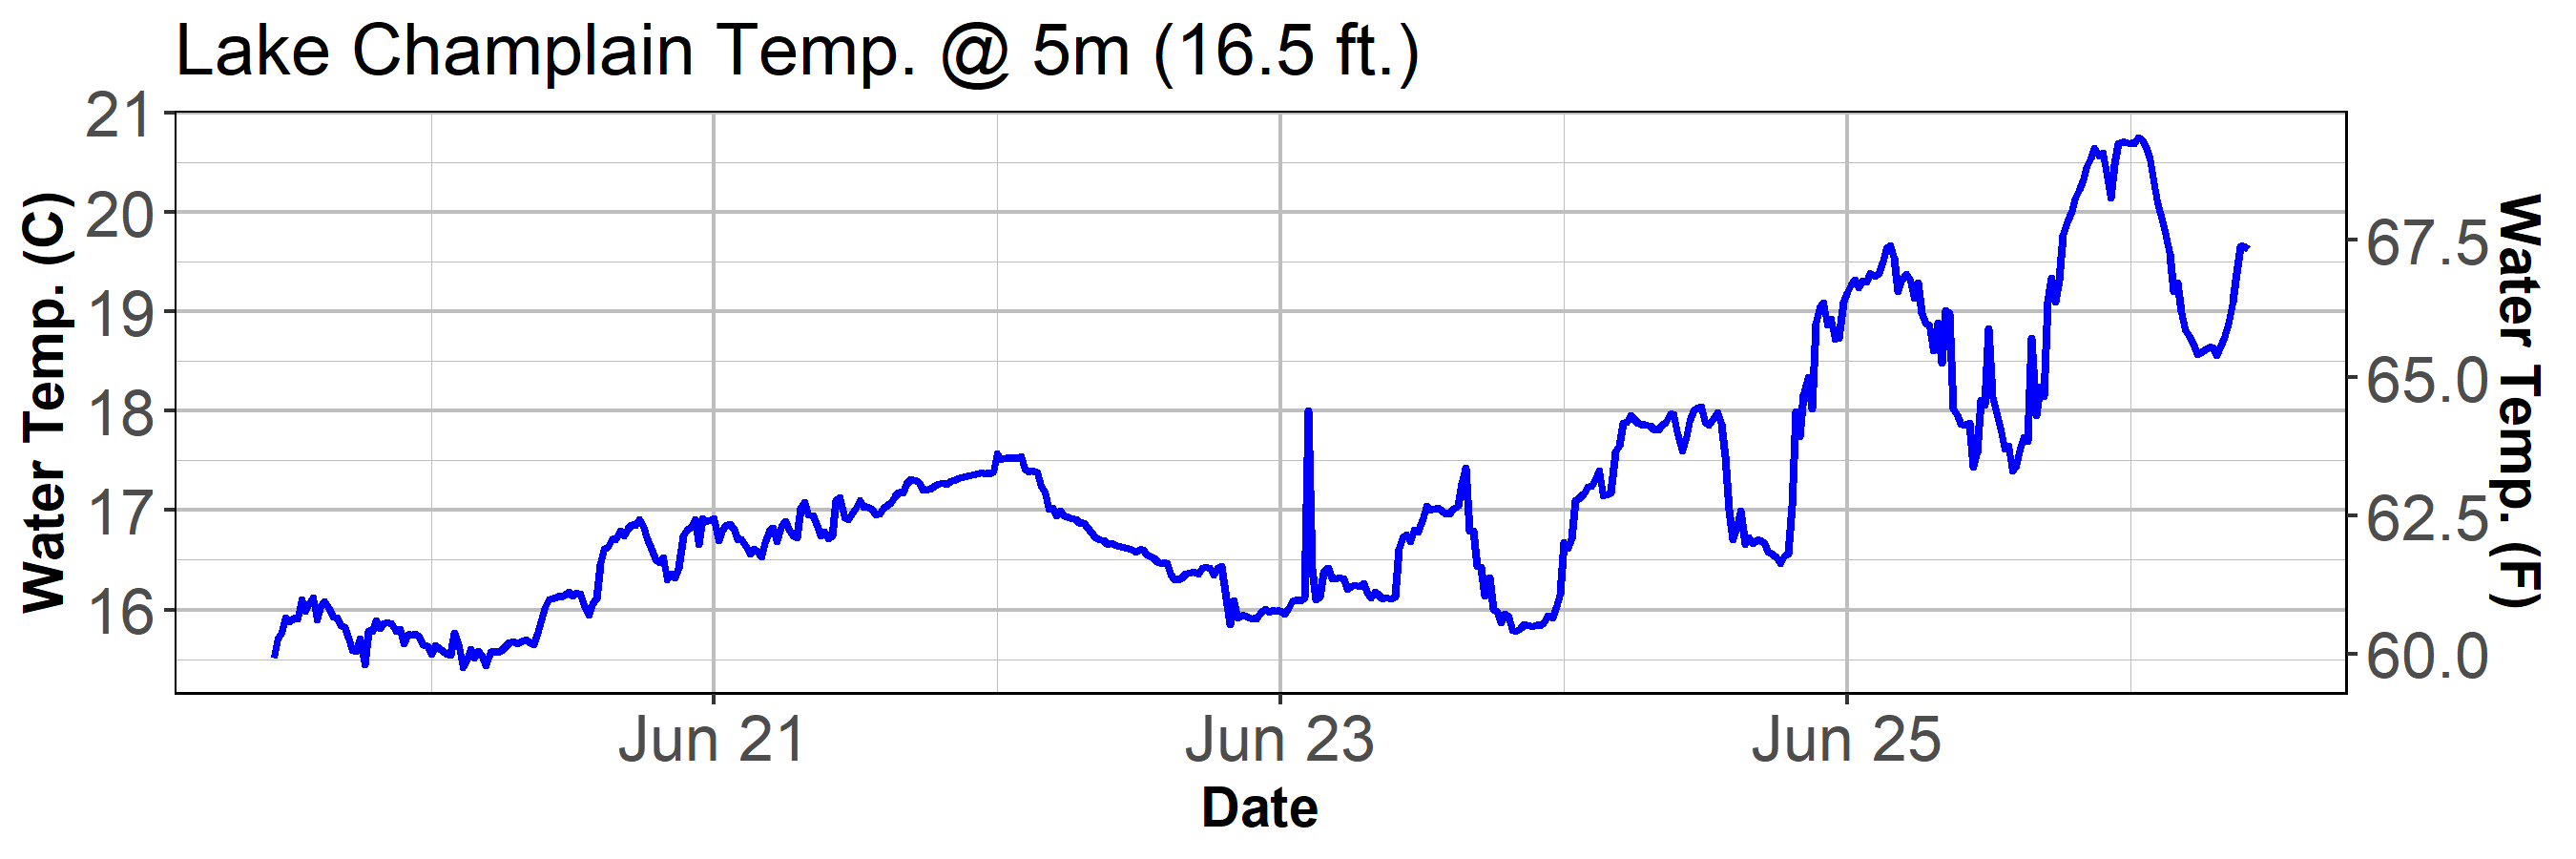 Lake Champlain Temp. @ 5m (16.5 ft.)
Water Temp. (C)
21
20
19
18
17
16
67.5
65.0
62.5
60.0
Water Temp. (F)
Jun 21
Jun 23
Jun 25
Date